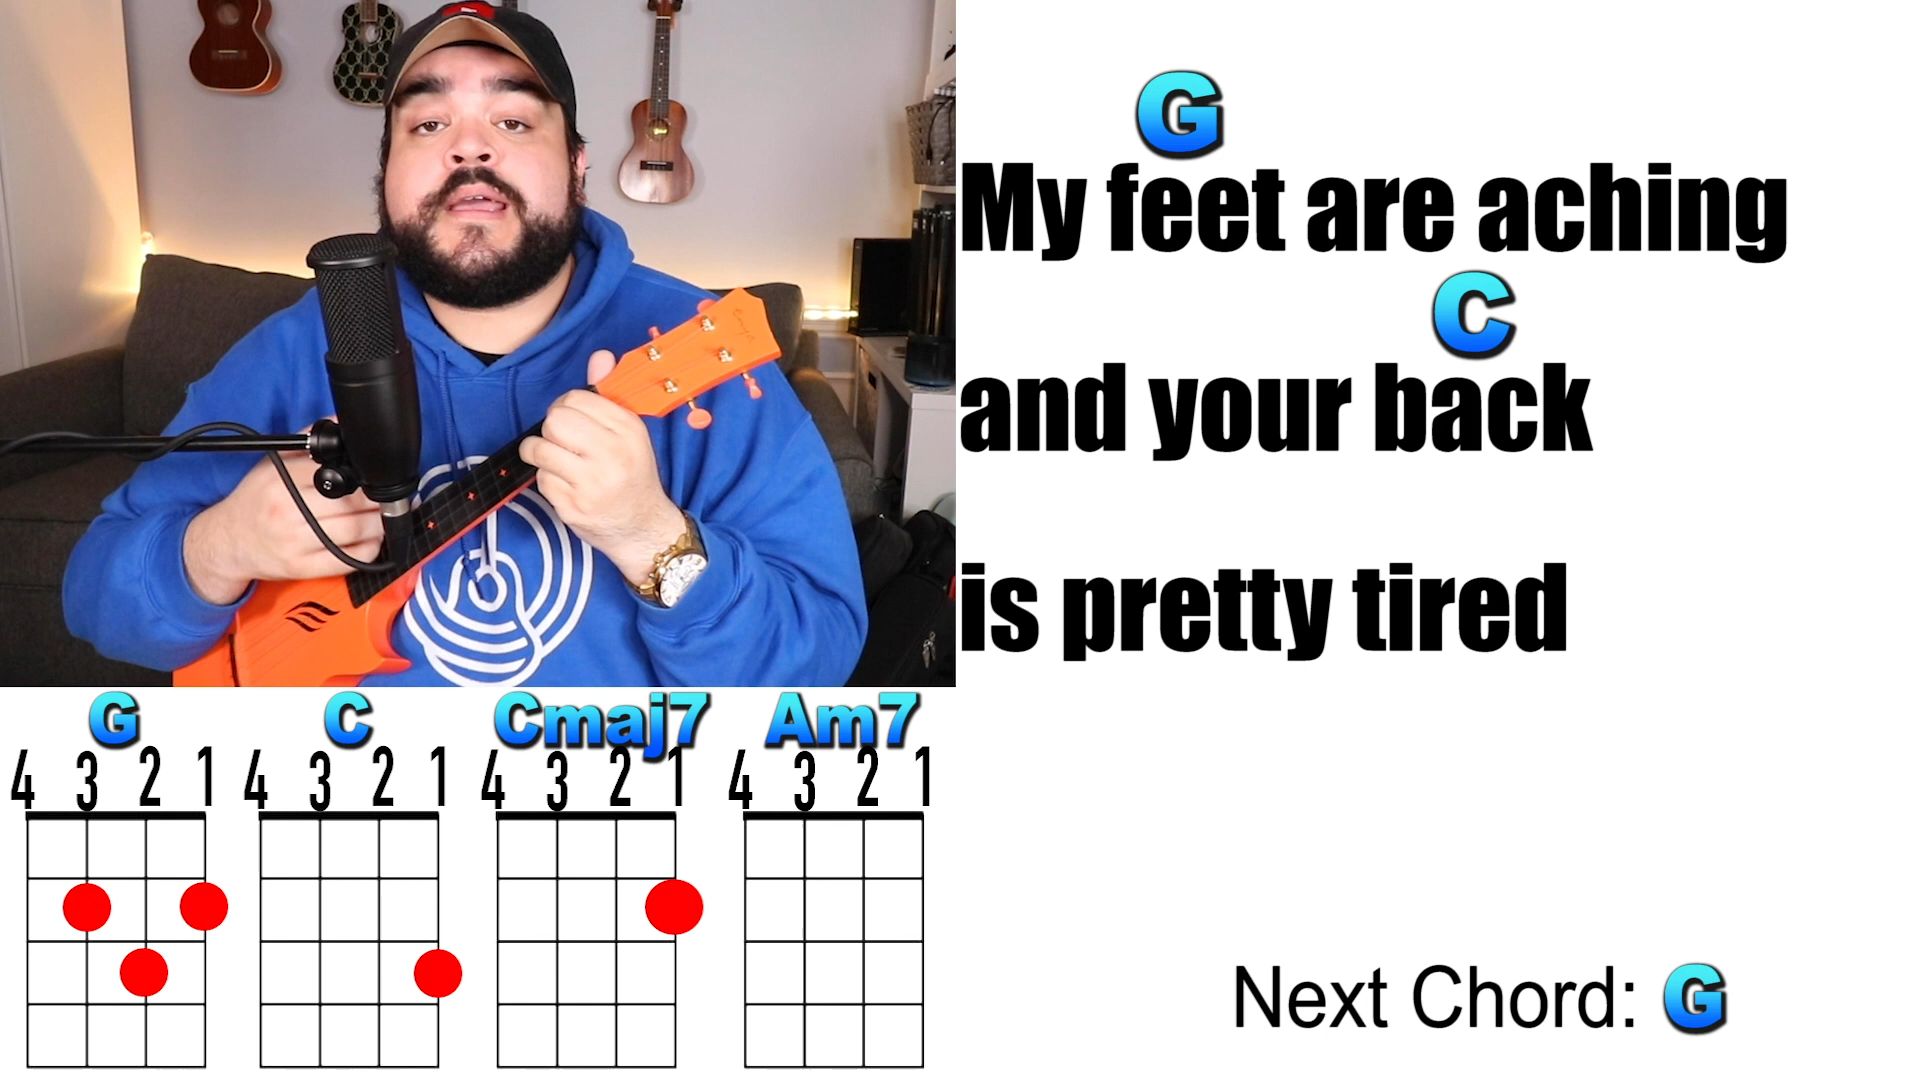 G
My feet are aching
C
and your back
is pretty tired
G C Cmaj7 Am7
4 3 2 1 4 3 2 1 4 3 2 1 4 3 2 1
Next Chord: G